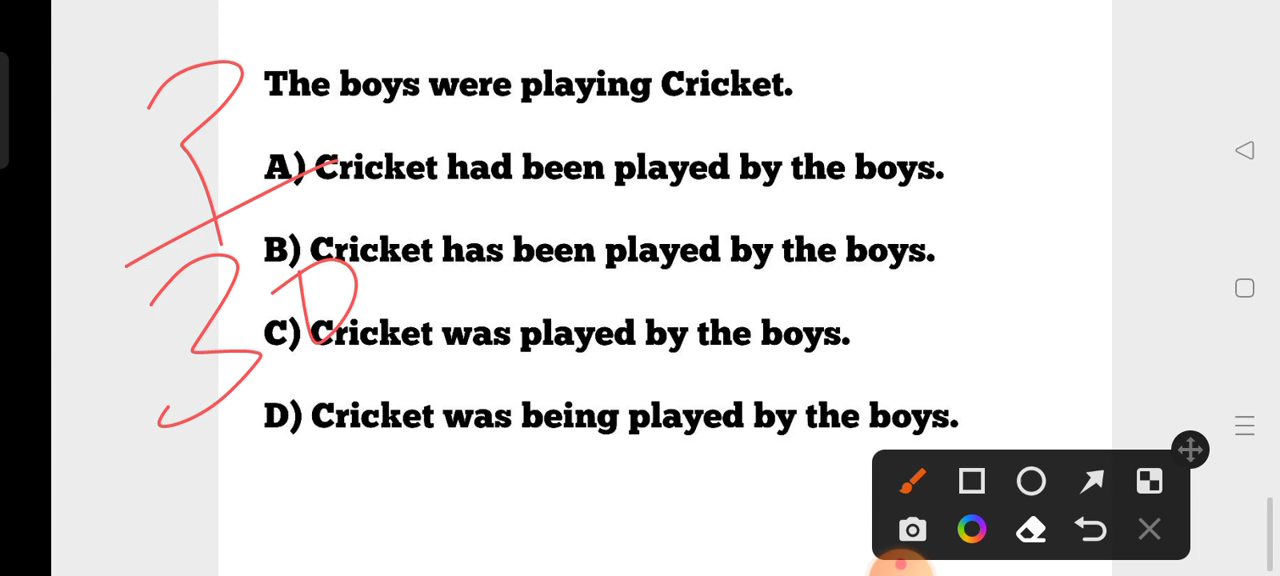 The boys were playing Cricket.
A) Cricket had been played by the boys.
B) Cricket has been played by the boys.
C) Cricket was played by the boys.
D) Cricket was being played by the boys.
73 D